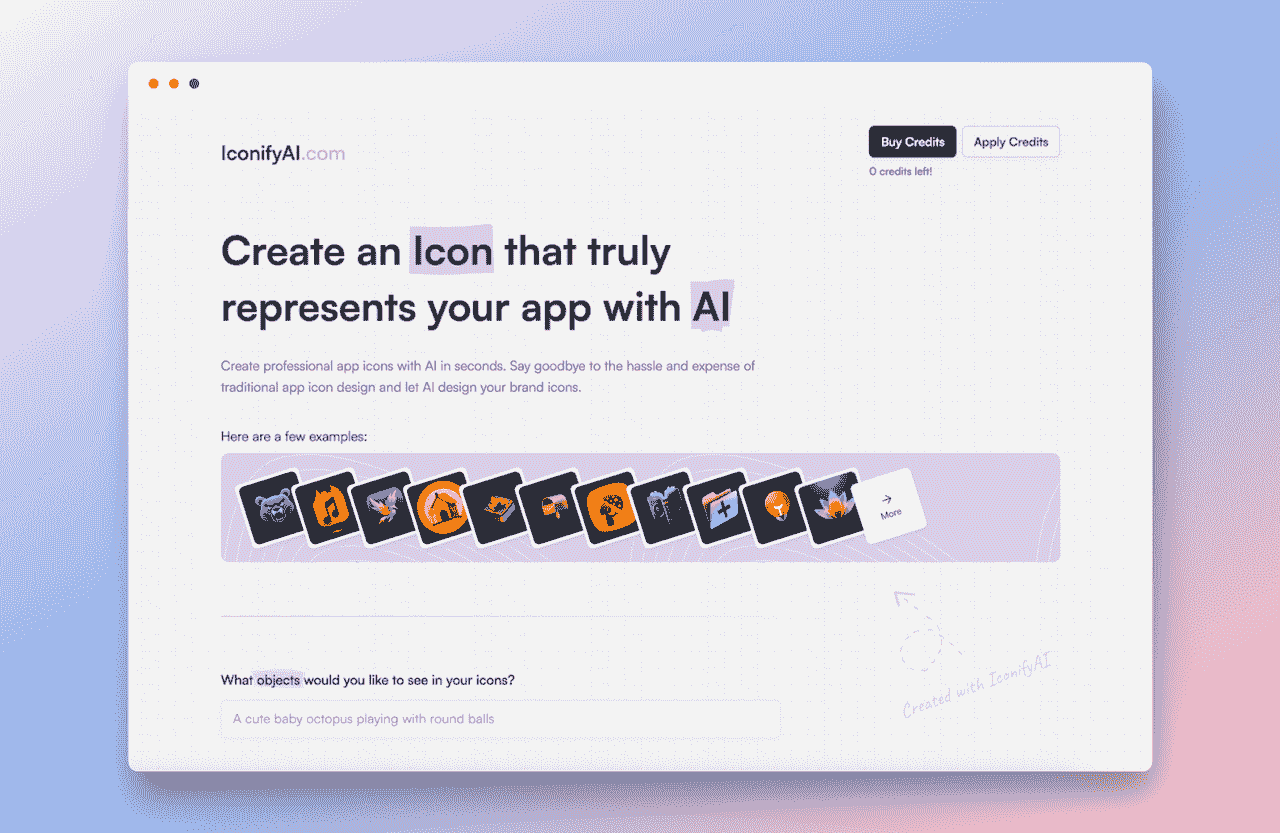 IconifyAI.com
Buy Credits
Apply Credits
0 credits left!
Create an Icon that truly
represents your app with AI
Create professional app icons with AI in seconds. Say goodbye to the hassle and expense of
traditional app icon design and let AI design your brand icons.
Here are a few examples:
More
Created with IconifyAI
What objects would you like to see in your icons?
A cute baby octopus playing with round balls